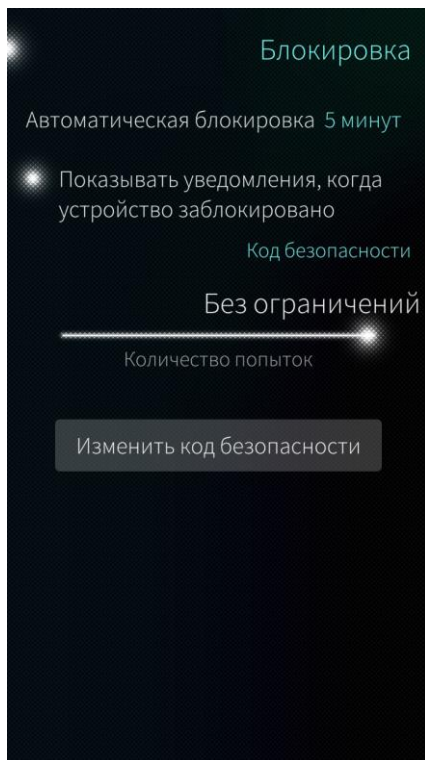 Блокировка
Автоматическая блокировка 5 минут
Показывать уведомления, когда
устройство заблокировано
Код безопасности
Без ограничений
Количество попыток
Изменить код безопасности